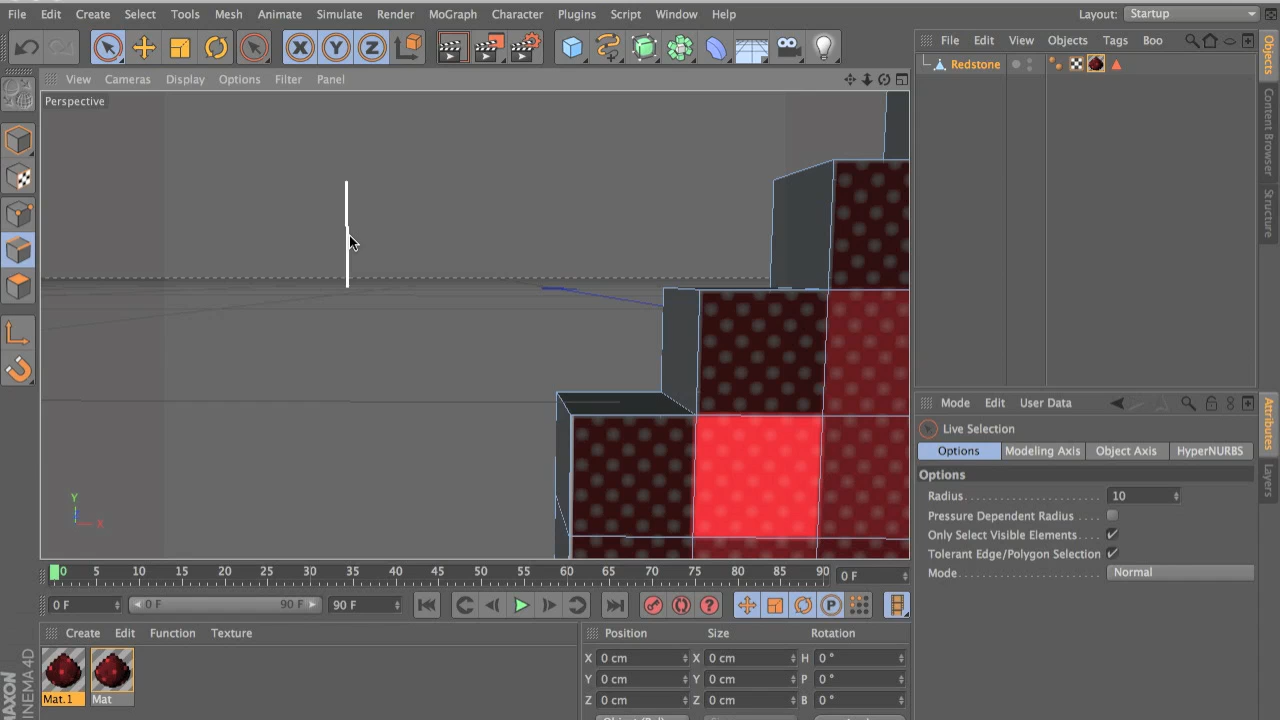 File Edit Create Select Tools Mesh Animate Simulate Render MoGraph Character Plugins Script Window Help Layout: Startup
File Edit View Objects Tags Boo
View Cameras Display Options Filter Panel
Redstone
Perspective
Objects
Content Browser
Structure
Y
X
Mode Edit User Data
Live Selection
Options Modeling Axis Object Axis HyperNURBS
Options
Radius 10
Pressure Dependent Radius
Only Select Visible Elements
Tolerant Edge/Polygon Selection
Mode Normal
Attributes
Layers
0 5 10 15 20 25 30 35 40 45 50 55 60 65 70 75 80 85 90 0 F
0 F 0 F 90 F 90 F
P
Create Edit Function Texture
Position Size Rotation
X 0 cm X 0 cm H 0 °
Y 0 cm Y 0 cm P 0 °
Z 0 cm Z 0 cm B 0 °
Mat.1 Mat
MAXON
CINEMA 4D